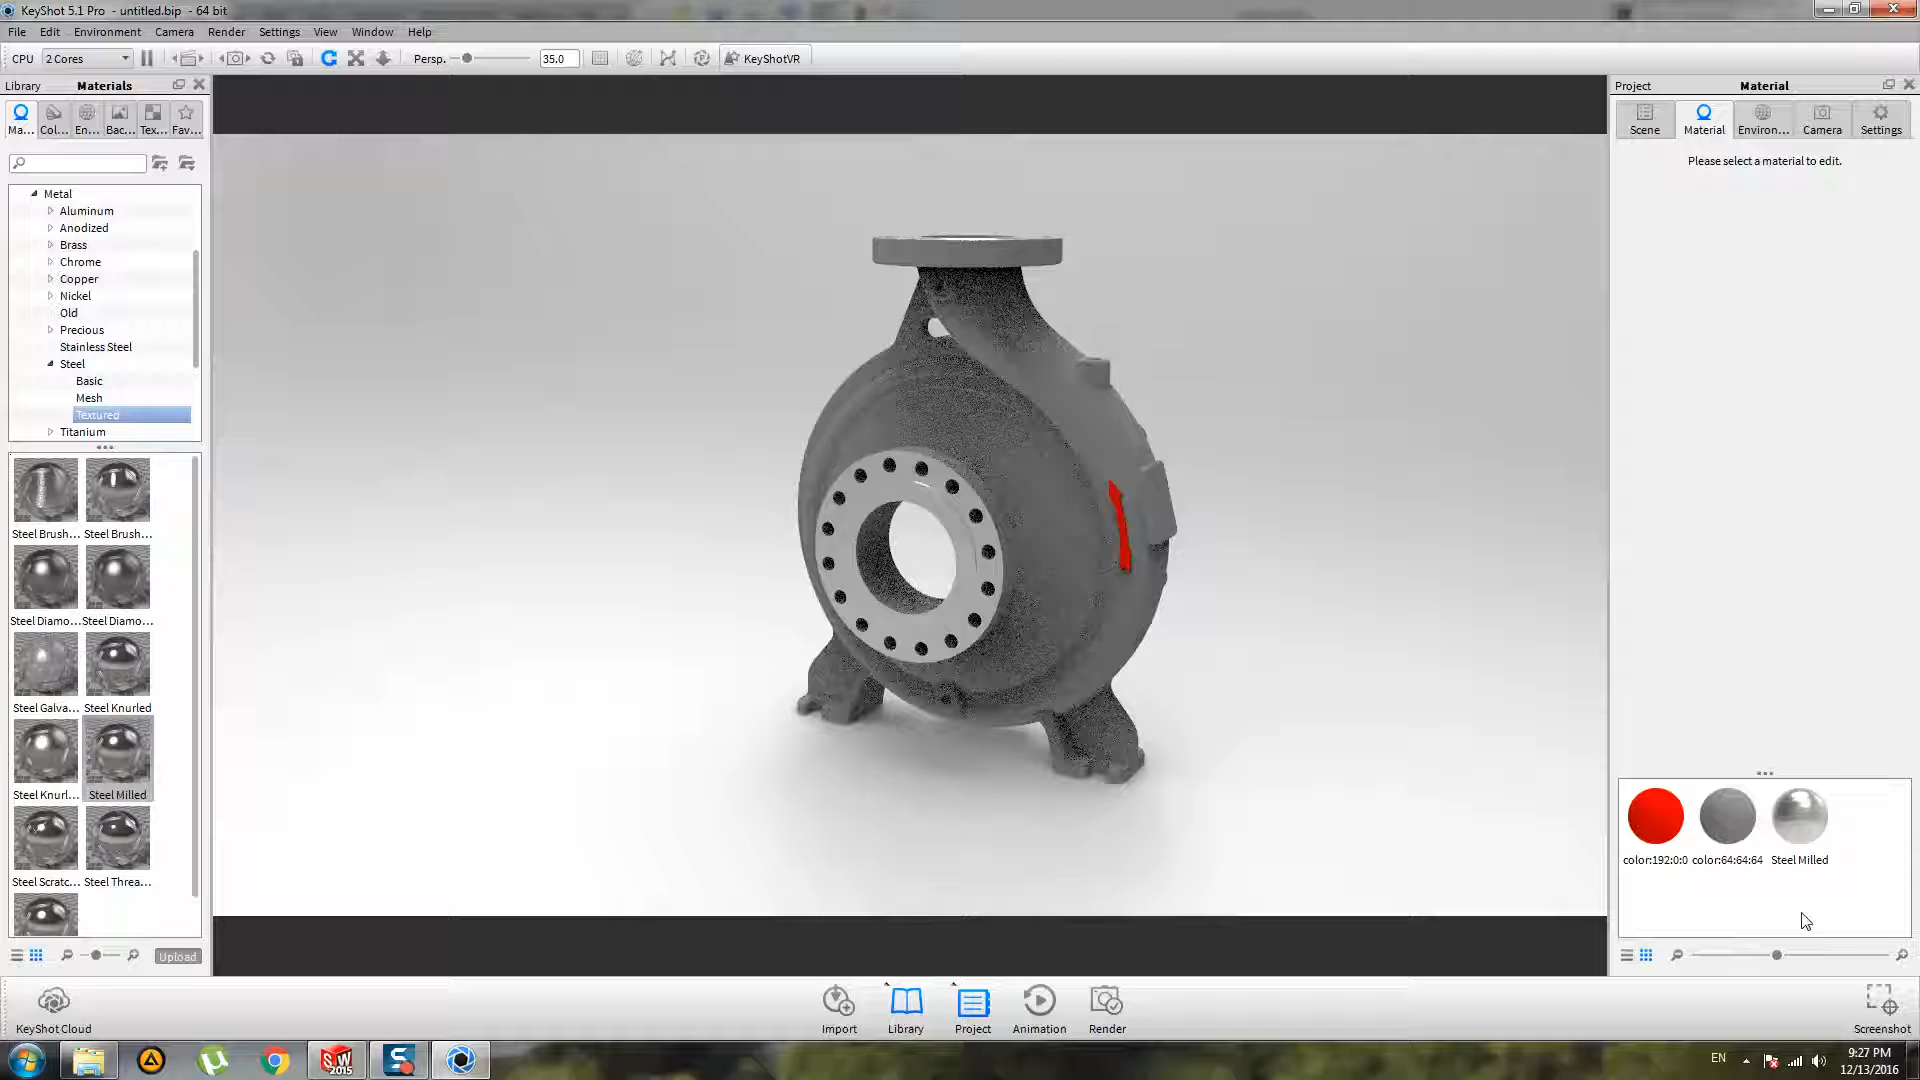 KeyShot 5.1 Pro - untitled.bip - 64 bit
File Edit Environment Camera Render Settings View Window Help
CPU 2 Cores Persp. 35.0 KeyShotVR
Library Materials
Ma... Col... En... Bac... Tex... Fav...
Metal
Aluminum
Anodized
Brass
Chrome
Copper
Nickel
Old
Precious
Stainless Steel
Steel
Basic
Mesh
Textured
Titanium
Steel Brush... Steel Brush...
Steel Diamo... Steel Diamo...
Steel Galva... Steel Knurled
Steel Knurl... Steel Milled
Steel Scratc... Steel Threa...
Upload
Project Material
Scene Material Environ... Camera Settings
Please select a material to edit.
color:192:0:0 color:64:64:64 Steel Milled
KeyShot Cloud Import Library Project Animation Render Screenshot
SW
2015
S
EN
9:27 PM
12/13/2016